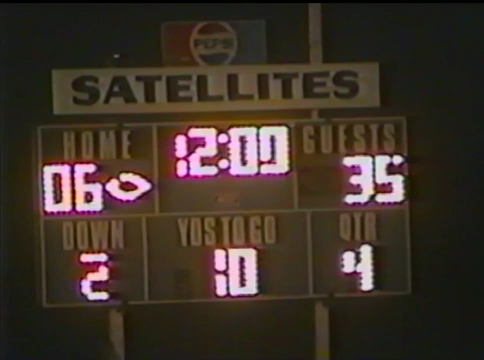 PEPSI
SATELLITES
HOME 12:00 GUESTS
06 35
DOWN YDS TO GO QTR
2 10 4